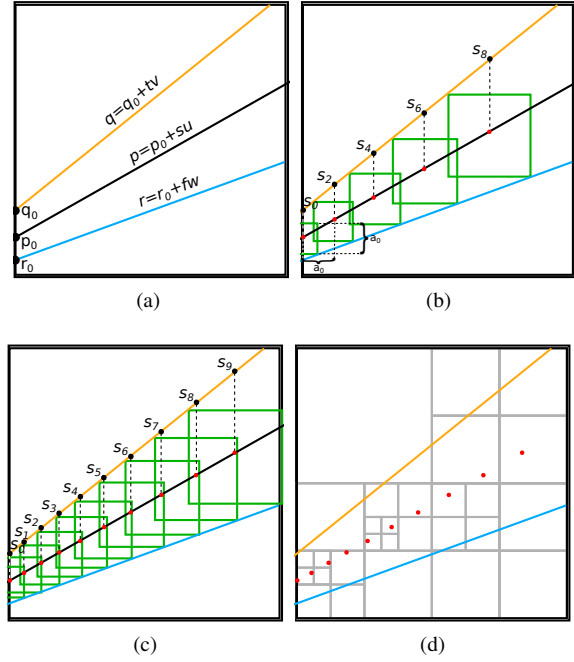 q=q₀+tv
p=p₀+su
r=r₀+fw
q₀
p₀
r₀
(a)
s₈
s₆
s₄
s₂
s₀
a₀
a₀
(b)
s₉
s₈
s₇
s₆
s₅
s₄
s₃
s₂
s₁
(c)
(d)